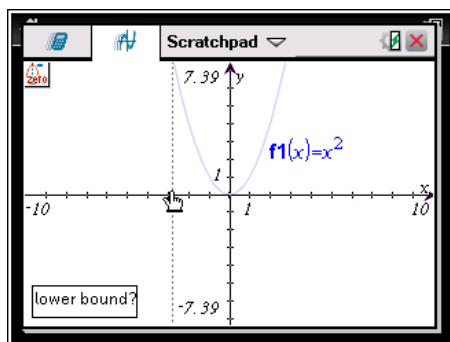 Scratchpad
zero
7.39
y
f1(x)=x²
1
x
-10
1
10
lower bound?
-7.39